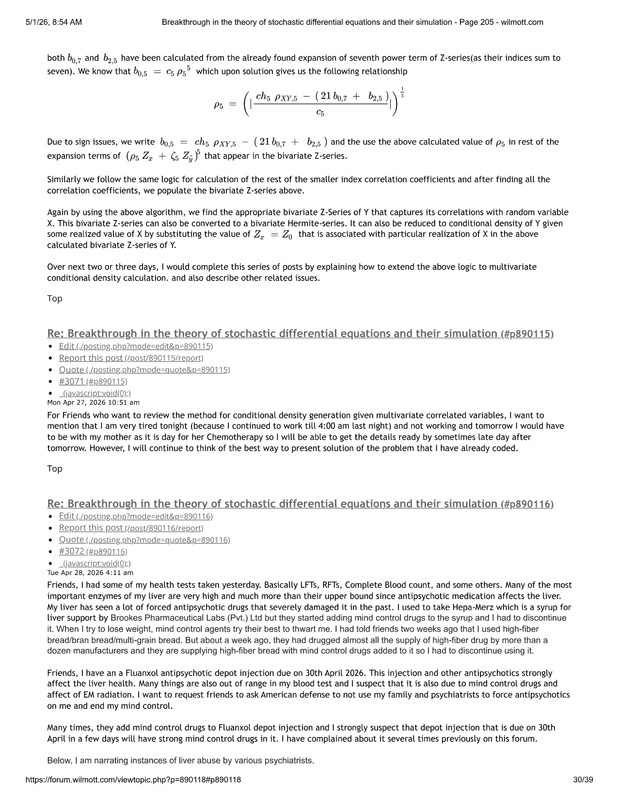 5/1/26, 8:54 AM Breakthrough in the theory of stochastic differential equations and their simulation - Page 205 - wilmott.com
both b_{0,7} and b_{2,5} have been calculated from the already found expansion of seventh power term of Z-series(as their indices sum to
seven). We know that b_{0,5} = c_5 ρ_5^5 which upon solution gives us the following relationship
ρ_5 = (| (ch_5 ρ_{XY,5} − (21 b_{0,7} + b_{2,5})) / c_5 |)^{1/5}
Due to sign issues, we write b_{0,5} = ch_5 ρ_{XY,5} − (21 b_{0,7} + b_{2,5}) and the use the above calculated value of ρ_5 in rest of the
expansion terms of (ρ_5 Z_x + ζ_5 Z_ŷ)^5 that appear in the bivariate Z-series.
Similarly we follow the same logic for calculation of the rest of the smaller index correlation coefficients and after finding all the
correlation coefficients, we populate the bivariate Z-series above.
Again by using the above algorithm, we find the appropriate bivariate Z-Series of Y that captures its correlations with random variable
X. This bivariate Z-series can also be converted to a bivariate Hermite-series. It can also be reduced to conditional density of Y given
some realized value of X by substituting the value of Z_x = Z_0 that is associated with particular realization of X in the above
calculated bivariate Z-series of Y.
Over next two or three days, I would complete this series of posts by explaining how to extend the above logic to multivariate
conditional density calculation. and also describe other related issues.
Top
Re: Breakthrough in the theory of stochastic differential equations and their simulation (#p890115)
• Edit (./posting.php?mode=edit&p=890115)
• Report this post (/post/890115/report)
• Quote (./posting.php?mode=quote&p=890115)
• #3071 (#p890115)
• (javascript:void(0);)
Mon Apr 27, 2026 10:51 am
For Friends who want to review the method for conditional density generation given multivariate correlated variables, I want to
mention that I am very tired tonight (because I continued to work till 4:00 am last night) and not working and tomorrow I would have
to be with my mother as it is day for her Chemotherapy so I will be able to get the details ready by sometimes late day after
tomorrow. However, I will continue to think of the best way to present solution of the problem that I have already coded.
Top
Re: Breakthrough in the theory of stochastic differential equations and their simulation (#p890116)
• Edit (./posting.php?mode=edit&p=890116)
• Report this post (/post/890116/report)
• Quote (./posting.php?mode=quote&p=890116)
• #3072 (#p890116)
• (javascript:void(0);)
Tue Apr 28, 2026 4:11 am
Friends, I had some of my health tests taken yesterday. Basically LFTs, RFTs, Complete Blood count, and some others. Many of the most
important enzymes of my liver are very high and much more than their upper bound since antipsychotic medication affects the liver.
My liver has seen a lot of forced antipsychotic drugs that severely damaged it in the past. I used to take Hepa-Merz which is a syrup for
liver support by Brookes Pharmaceutical Labs (Pvt.) Ltd but they started adding mind control drugs to the syrup and I had to discontinue
it. When I try to lose weight, mind control agents try their best to thwart me. I had told friends two weeks ago that I used high-fiber
bread/bran bread/multi-grain bread. But about a week ago, they had drugged almost all the supply of high-fiber drug by more than a
dozen manufacturers and they are supplying high-fiber bread with mind control drugs added to it so I had to discontinue using it.
Friends, I have an Fluanxol antipsychotic depot injection due on 30th April 2026. This injection and other antipsychotics strongly
affect the liver health. Many things are also out of range in my blood test and I suspect that it is also due to mind control drugs and
affect of EM radiation. I want to request friends to ask American defense to not use my family and psychiatrists to force antipsychotics
on me and end my mind control.
Many times, they add mind control drugs to Fluanxol depot injection and I strongly suspect that depot injection that is due on 30th
April in a few days will have strong mind control drugs in it. I have complained about it several times previously on this forum.
Below, I am narrating instances of liver abuse by various psychiatrists.
https://forum.wilmott.com/viewtopic.php?p=890118#p890118 30/39